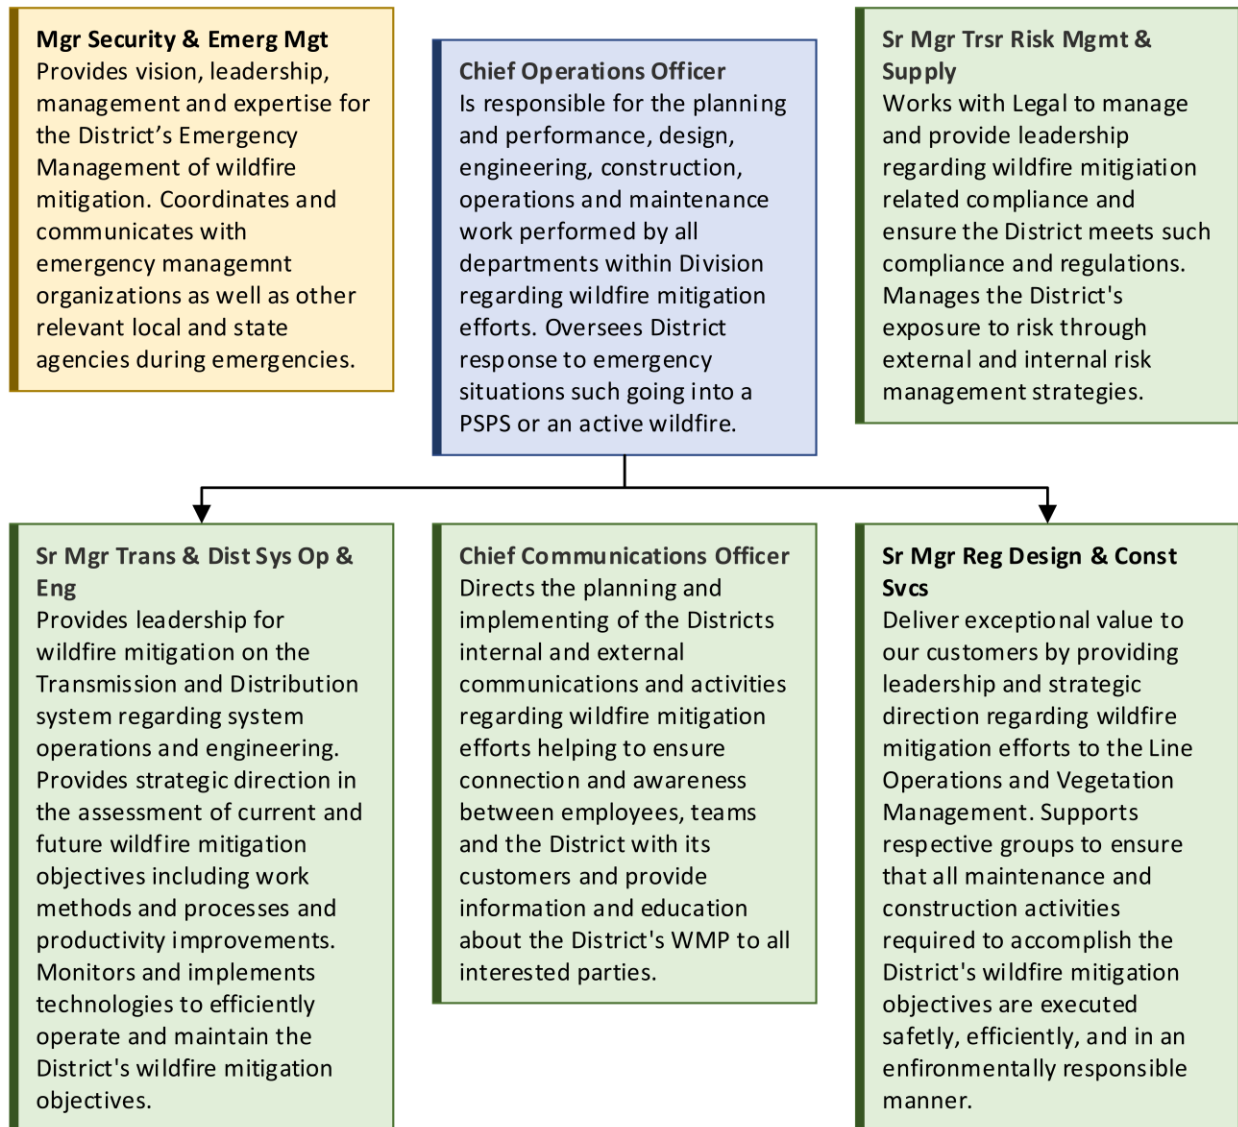 Mgr Security & Emerg Mgt
Provides vision, leadership,
management and expertise for
the District’s Emergency
Management of wildfire
mitigation. Coordinates and
communicates with
emergency managemnt
organizations as well as other
relevant local and state
agencies during emergencies.
Chief Operations Officer
Is responsible for the planning
and performance, design,
engineering, construction,
operations and maintenance
work performed by all
departments within Division
regarding wildfire mitigation
efforts. Oversees District
response to emergency
situations such going into a
PSPS or an active wildfire.
Sr Mgr Trsr Risk Mgmt &
Supply
Works with Legal to manage
and provide leadership
regarding wildfire mitigiation
related compliance and
ensure the District meets such
compliance and regulations.
Manages the District's
exposure to risk through
external and internal risk
management strategies.
Sr Mgr Trans & Dist Sys Op &
Eng
Provides leadership for
wildfire mitigation on the
Transmission and Distribution
system regarding system
operations and engineering.
Provides strategic direction in
the assessment of current and
future wildfire mitigation
objectives including work
methods and processes and
productivity improvements.
Monitors and implements
technologies to efficiently
operate and maintain the
District's wildfire mitigation
objectives.
Chief Communications Officer
Directs the planning and
implementing of the Districts
internal and external
communications and activities
regarding wildfire mitigation
efforts helping to ensure
connection and awareness
between employees, teams
and the District with its
customers and provide
information and education
about the District's WMP to all
interested parties.
Sr Mgr Reg Design & Const
Svcs
Deliver exceptional value to
our customers by providing
leadership and strategic
direction regarding wildfire
mitigation efforts to the Line
Operations and Vegetation
Management. Supports
respective groups to ensure
that all maintenance and
construction activities
required to accomplish the
District's wildfire mitigation
objectives are executed
safetly, efficiently, and in an
enfironmentally responsible
manner.